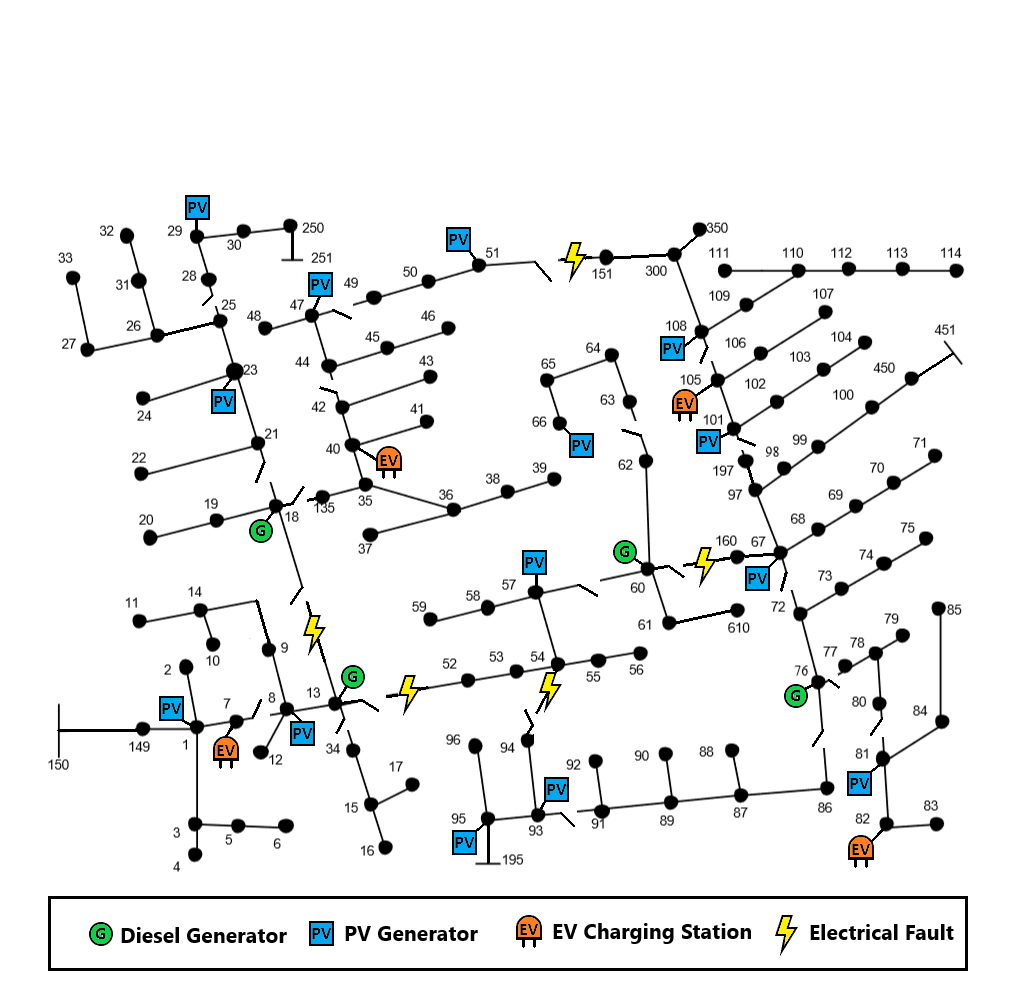 PV
32 29 250
30
PV 51 350
33 251 50 151 300 111 110 112 113 114
28 PV 49
31 47 109 107
25 48 46 108 106 104 451
26 45 64 PV
27 44 43 65 105 103 450
23 42 63 102 100
PV 41 66 EV 101
24 40 PV PV 99 71
21 EV 62 98
22 39 197 70
38 97
35 36 69
19 135 68
20 18 37 75
G G 160 67
57 PV 60 74
PV 73
14 58 72
11 59 61 610 85
10 9 79
2 56 78
52 53 54 77
13 G 55 76
PV 7 8 G 80 84
1 PV 34 96 94 92 90 88 81
149 EV 12 17 PV
150 PV 86 83
15 95 93 91 89 87 82
3 PV EV
5 6 16 195
4
G Diesel Generator PV PV Generator EV EV Charging Station Electrical Fault